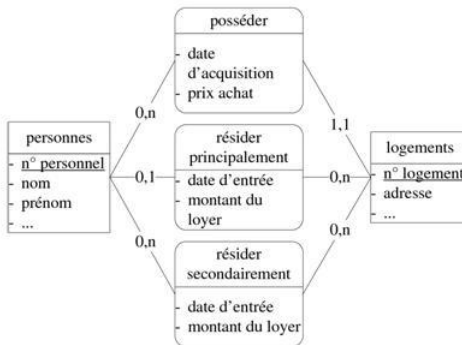 posséder
- date
d'acquisition
- prix achat
0,n
1,1
personnes
- n° personnel
- nom
- prénom
- ...
résider
principalement
- date d'entrée
- montant du
loyer
0,1
0,n
logements
- n° logement
- adresse
- ...
0,n
0,n
résider
secondairement
- date d'entrée
- montant du loyer